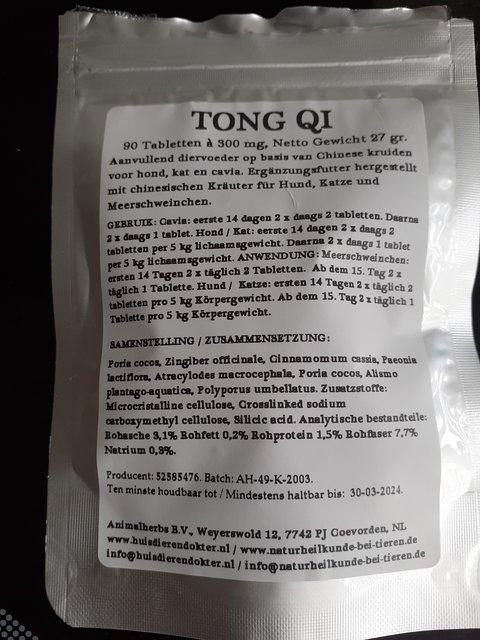 TONG QI
90 Tabletten à 300 mg, Netto Gewicht 27 gr.
Aanvullend diervoeder op basis van Chinese kruiden
voor hond, kat en cavia. Ergänzungsfutter hergestellt
mit chinesischen Kräuter für Hund, Katze und
Meerschweinchen.
GEBRUIK: Cavia: eerste 14 dagen 2 x daags 2 tabletten. Daarna
2 x daags 1 tablet. Hond / Kat: eerste 14 dagen 2 x daags 2
tabletten per 5 kg lichaamsgewicht. Daarna 2 x daags 1 tablet
per 5 kg lichaamsgewicht. ANWENDUNG: Meerschweinchen:
ersten 14 Tagen 2 x täglich 2 Tabletten. Ab dem 15. Tag 2 x
täglich 1 Tablette. Hund / Katze: ersten 14 Tagen 2 x täglich 2
tabletten pro 5 kg Körpergewicht. Ab dem 15. Tag 2 x täglich 1
Tablette pro 5 kg Körpergewicht.
SAMENSTELLING / ZUSAMMENSETZUNG:
Poria cocos, Zingiber officinale, Cinnamomum cassia, Paeonia
lactiflora, Atracylodes macrocephala, Poria cocos, Alismo
plantago-aquatica, Polyporus umbellatus. Zusatzstoffe:
Microcristalline cellulose, Crosslinked sodium
carboxymethyl cellulose, Silicic acid. Analytische bestandteile:
Rohasche 3,1% Rohfett 0,2% Rohprotein 1,5% Rohfaser 7,7%
Natrium 0,3%.
Producent: 52585476. Batch: AH-49-K-2003.
Ten minste houdbaar tot / Mindestens haltbar bis: 30-03-2024.
Animalherbs B.V., Weyerswold 12, 7742 PJ Coevorden, NL
www.huisdierendokter.nl / www.naturheilkunde-bei-tieren.de
info@huisdierendokter.nl / info@naturheilkunde-bei-tieren.de